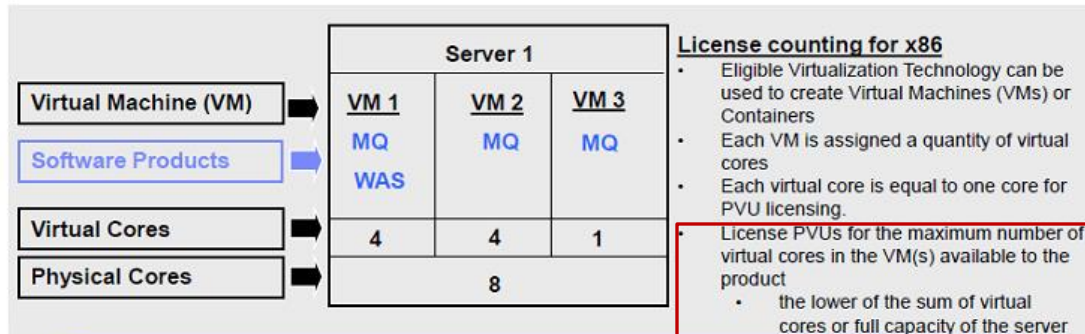 Server 1
Virtual Machine (VM)
VM 1
VM 2
VM 3
Software Products
MQ
MQ
MQ
WAS
Virtual Cores
4
4
1
Physical Cores
8
License counting for x86
• Eligible Virtualization Technology can be
used to create Virtual Machines (VMs) or
Containers
• Each VM is assigned a quantity of virtual
cores
• Each virtual core is equal to one core for
PVU licensing.
• License PVUs for the maximum number of
virtual cores in the VM(s) available to the
product
• the lower of the sum of virtual
cores or full capacity of the server